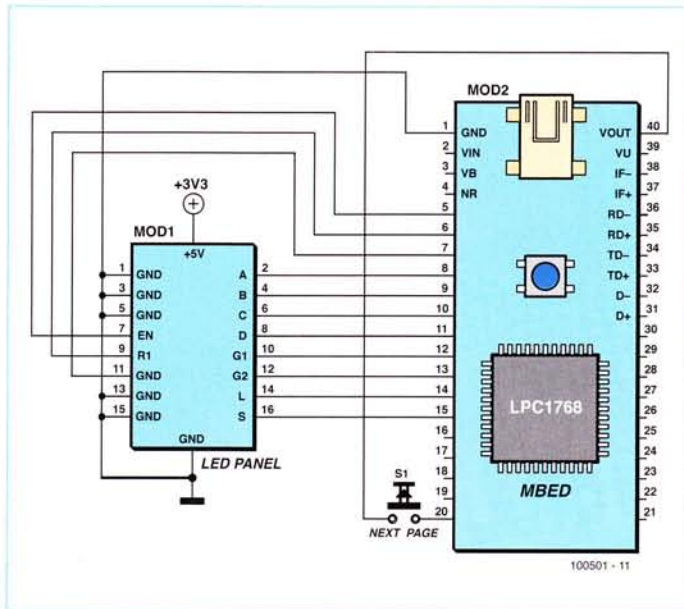 MOD2
1 GND VOUT 40
2 VIN VU 39
3 VB IF− 38
4 NR IF+ 37
5 RD− 36
6 RD+ 35
7 TD− 34
8 TD+ 33
9 D− 32
10 D+ 31
11 30
12 29
13 28
14 27
15 26
16 25
17 24
18 23
19 22
20 21
LPC1768
MBED
+3V3
MOD1
+5V
1 GND A 2
3 GND B 4
5 GND C 6
7 EN D 8
9 R1 G1 10
11 GND G2 12
13 GND L 14
15 GND S 16
GND
LED PANEL
S1
NEXT PAGE
100501 - 11